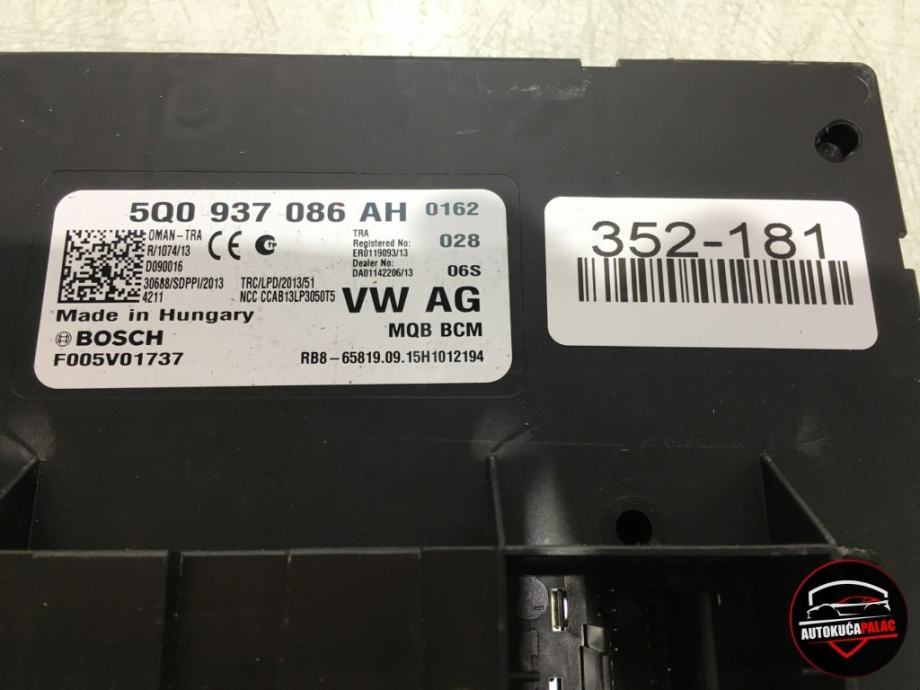 5Q0 937 086 AH 0162
OMAN-TRA
R/1074/13
D090016
TRA
Registered No:
ER0119093/13
Dealer No:
DA01142206/13
028
06S
30688/SDPPI/2013
4211
TRC/LPD/2013/51
NCC CCAB13LP3050T5
VW AG
Made in Hungary
MQB BCM
BOSCH
F005V01737
RB8-65819.09.15H1012194
352-181
AUTOKUĆAPALAC